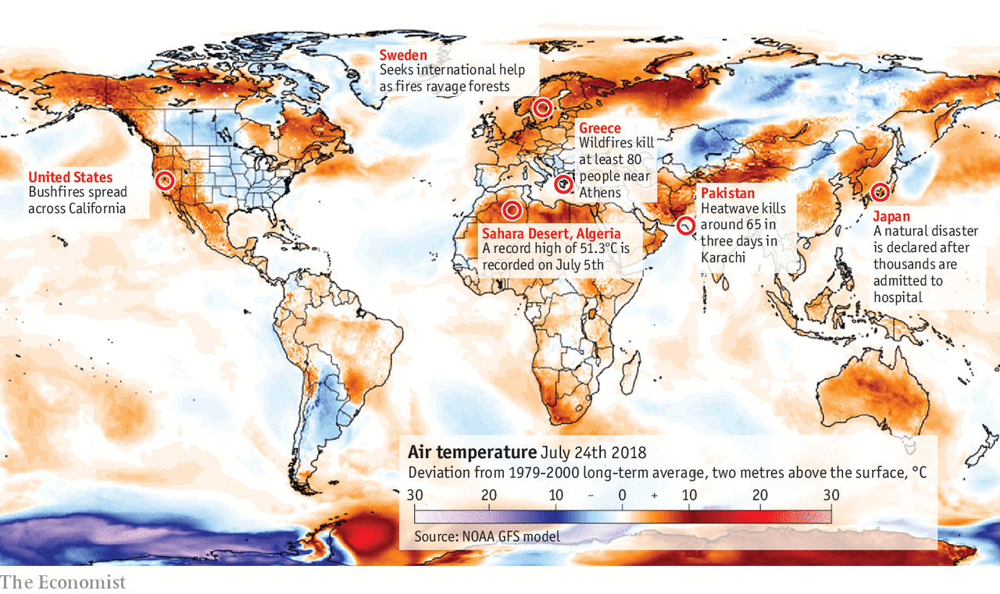 Sweden
Seeks international help
as fires ravage forests
Greece
Wildfires kill
at least 80
people near
Athens
United States
Bushfires spread
across California
Pakistan
Heatwave kills
around 65 in
three days in
Karachi
Japan
A natural disaster
is declared after
thousands are
admitted to
hospital
Sahara Desert, Algeria
A record high of 51.3°C is
recorded on July 5th
Air temperature July 24th 2018
Deviation from 1979-2000 long-term average, two metres above the surface, °C
30 20 10 – 0 + 10 20 30
Source: NOAA GFS model
The Economist